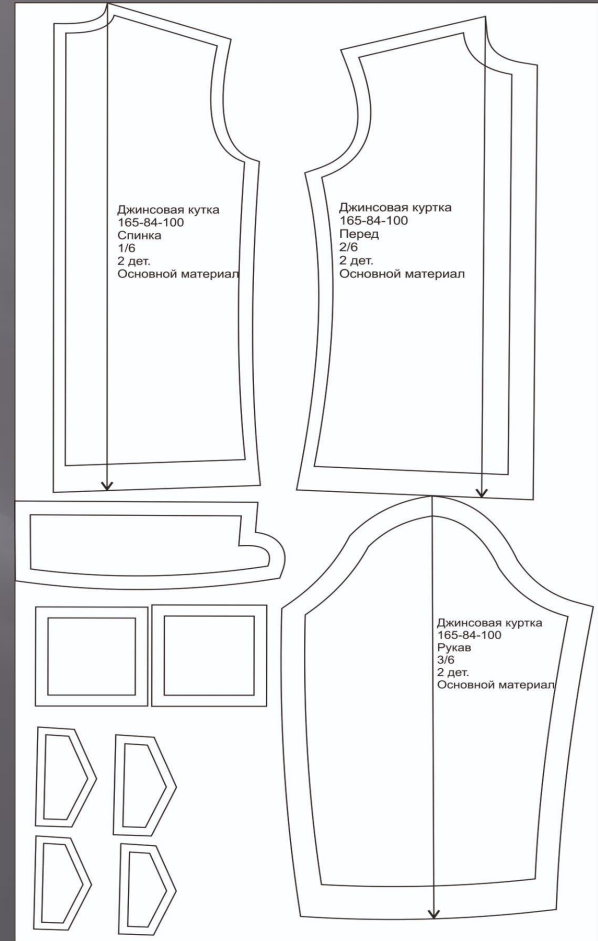 Джинсовая кутка
165-84-100
Спинка
1/6
2 дет.
Основной материал
Джинсовая куртка
165-84-100
Перед
2/6
2 дет.
Основной материал
Джинсовая куртка
165-84-100
Рукав
3/6
2 дет.
Основной материал